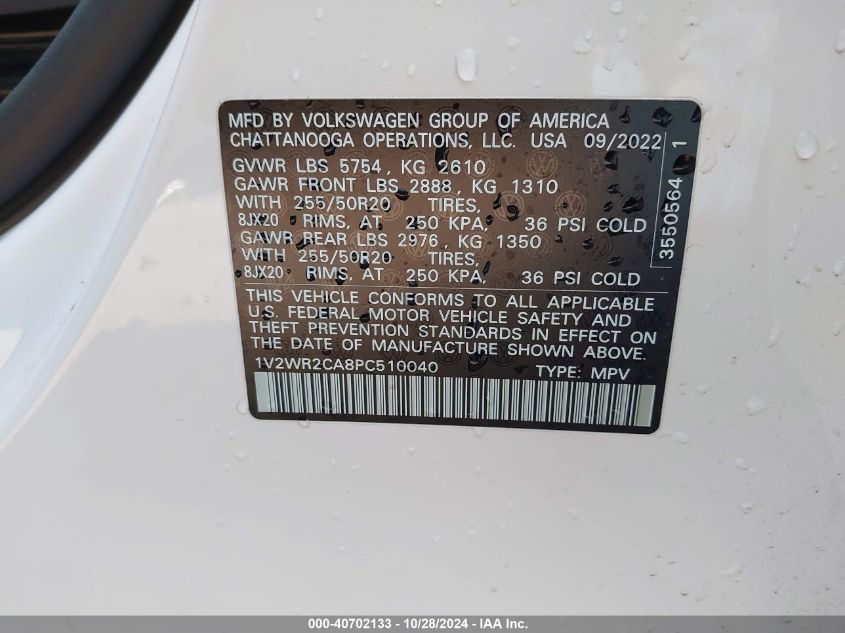 MFD BY VOLKSWAGEN GROUP OF AMERICA
CHATTANOOGA OPERATIONS, LLC. USA 09/2022
GVWR LBS 5754, KG 2610
GAWR FRONT LBS 2888, KG 1310
WITH 255/50R20 TIRES,
8JX20 RIMS, AT 250 KPA, 36 PSI COLD
GAWR REAR LBS 2976, KG 1350
WITH 255/50R20 TIRES,
8JX20 RIMS, AT 250 KPA, 36 PSI COLD
THIS VEHICLE CONFORMS TO ALL APPLICABLE
U.S. FEDERAL MOTOR VEHICLE SAFETY AND
THEFT PREVENTION STANDARDS IN EFFECT ON
THE DATE OF MANUFACTURE SHOWN ABOVE.
1V2WR2CA8PC510040 TYPE: MPV
3550564 1
000-40702133 - 10/28/2024 - IAA Inc.